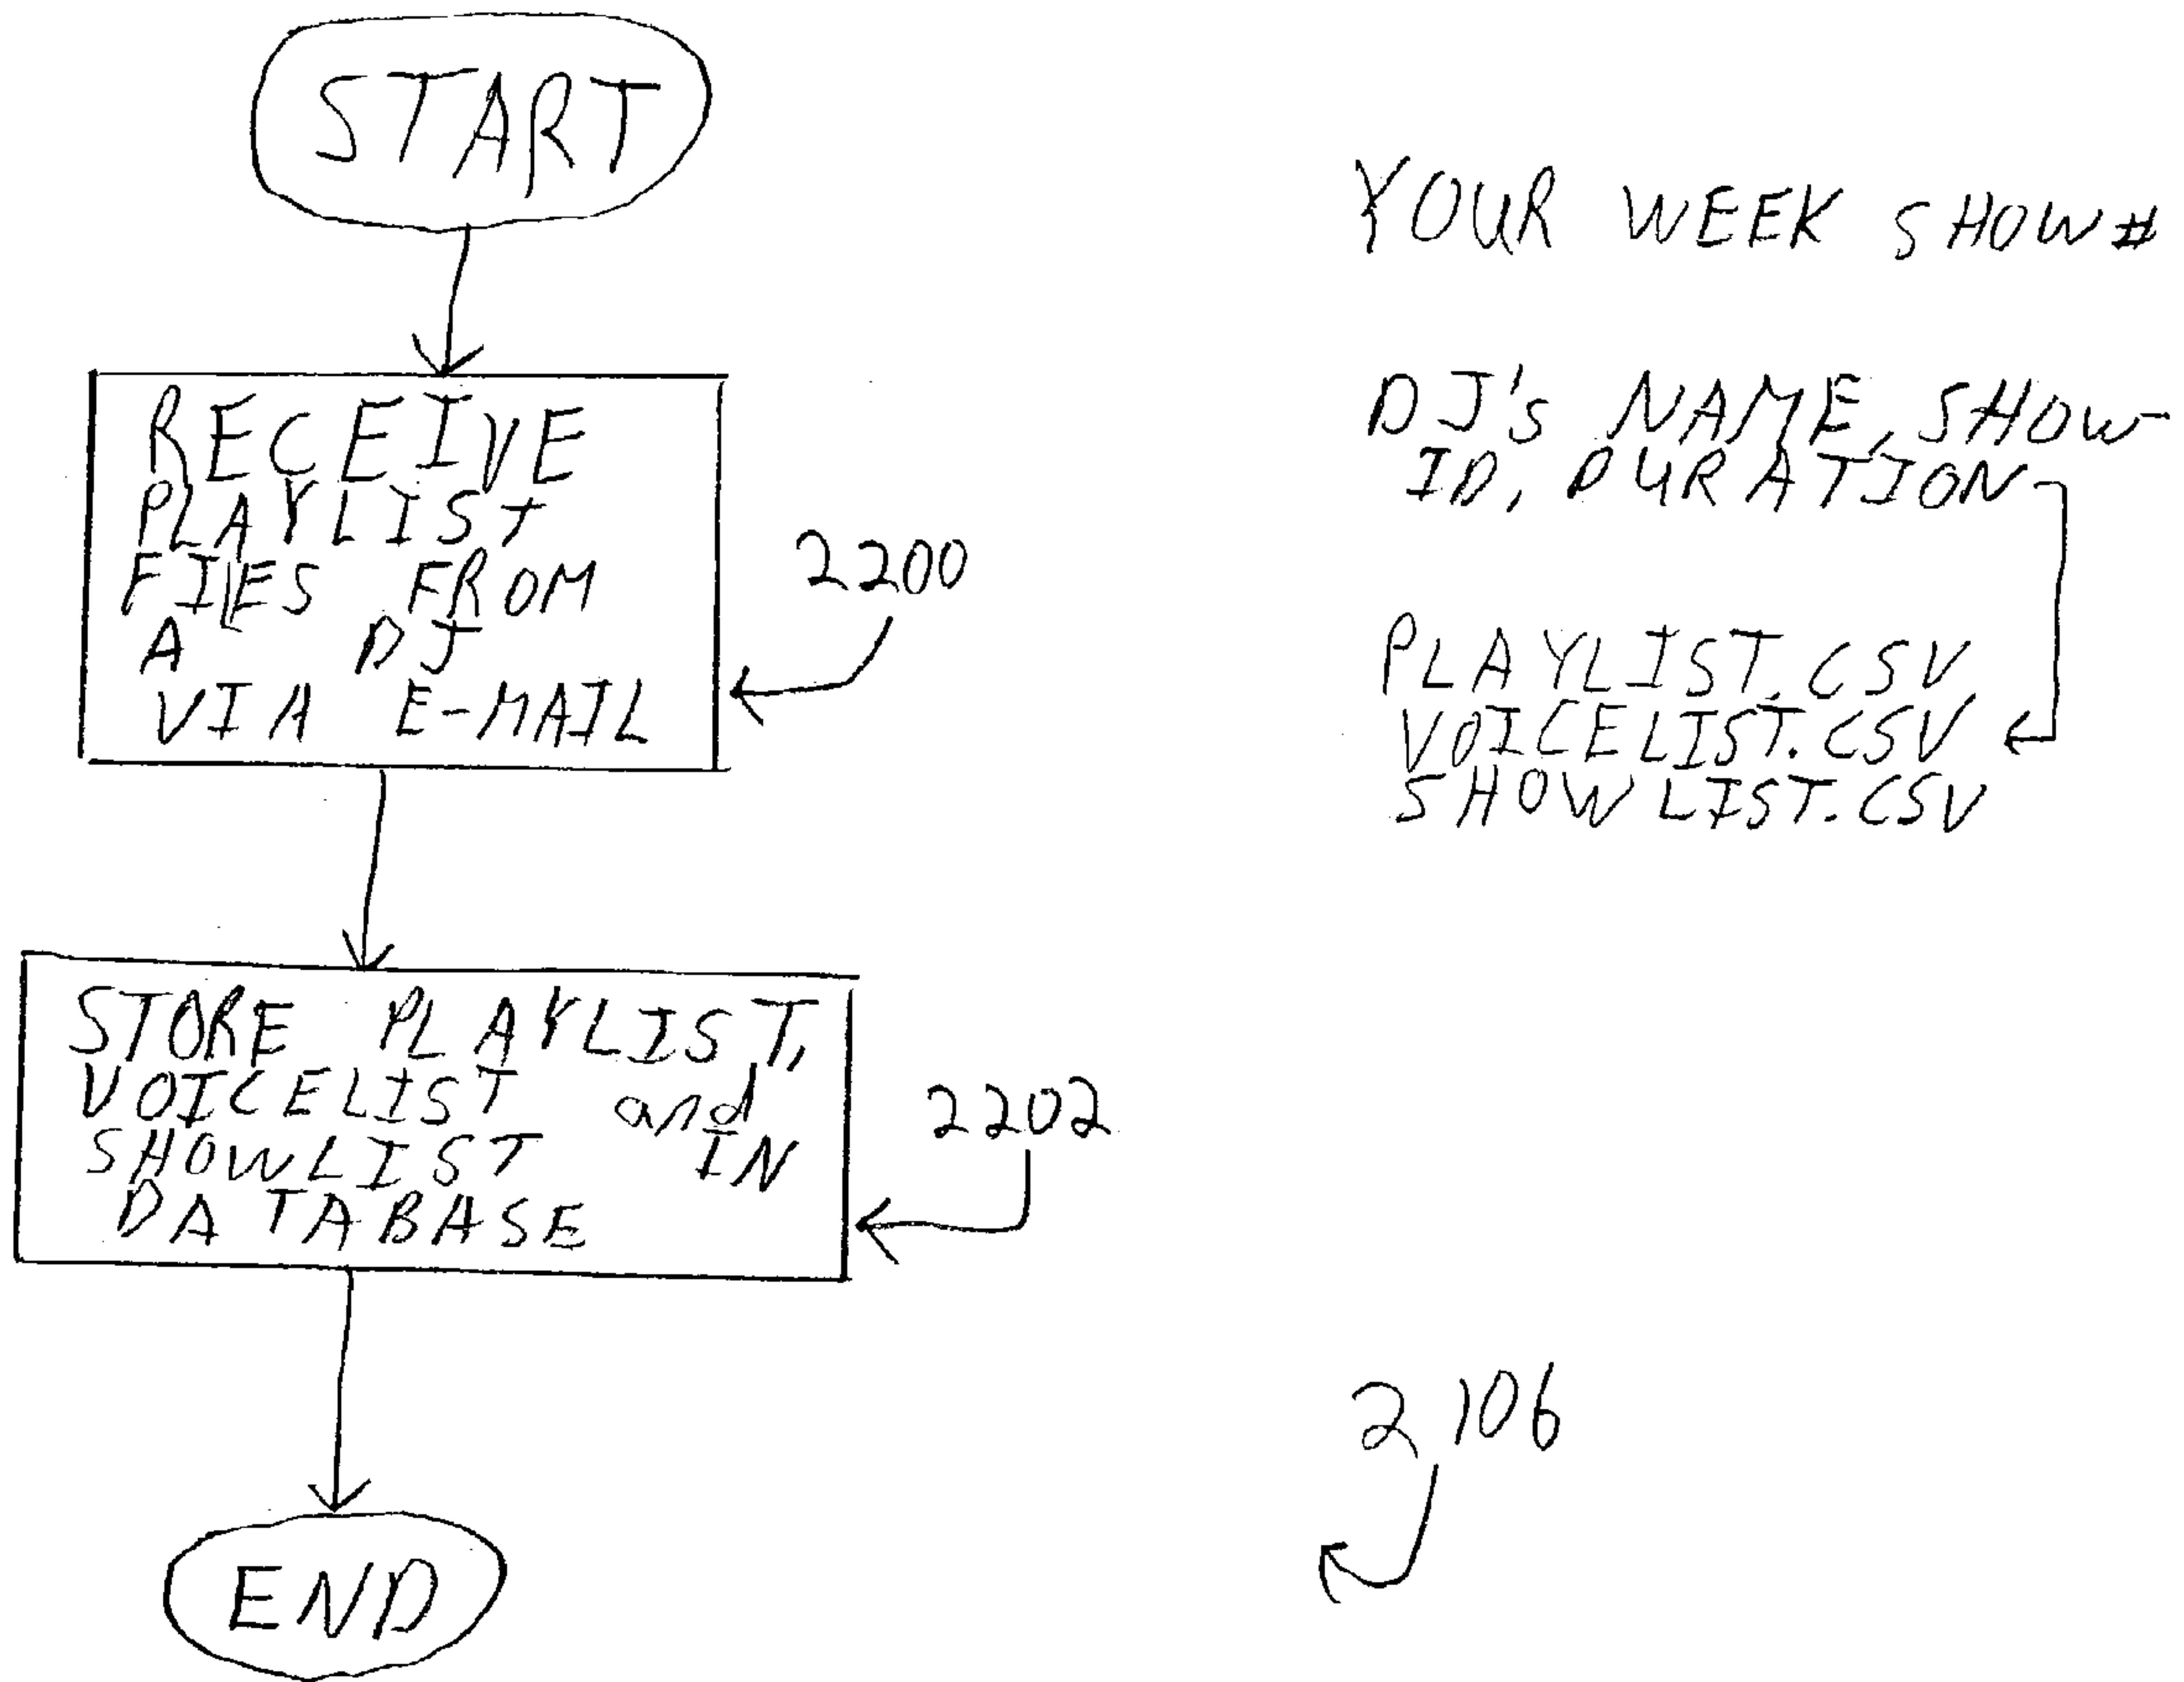 START
RECEIVE
PLAYLIST
FILES FROM
A DJ
VIA E-MAIL
2200
STORE PLAYLIST,
VOICELIST and
SHOWLIST IN
DATABASE
2202
END
YOUR WEEK SHOW#
DJ's NAME, SHOW
ID, DURATION
PLAYLIST.CSV
VOICELIST.CSV
SHOWLIST.CSV
2106